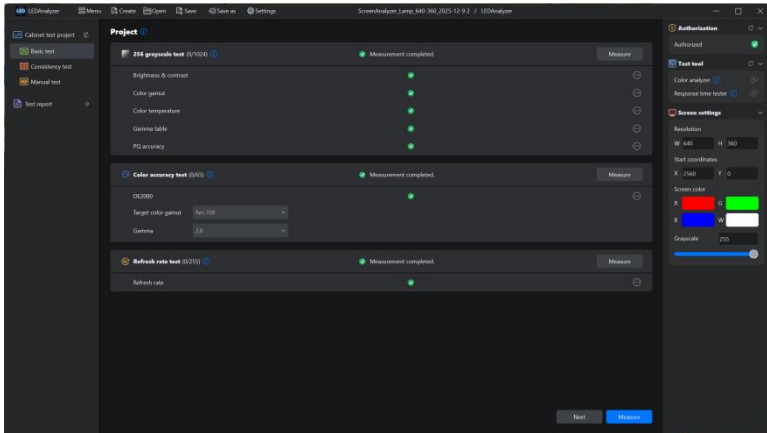 LED LEDAnalyzer Menu Create Open Save Save as Settings ScreenAnalyzer_Lamp_640-360_2025-12-9 2 / LEDAnalyzer
Cabinet test project
Basic test
Consistency test
Manual test
Test report
Project
256 grayscale test (0/1024) Measurement completed. Measure
Brightness & contrast
Color gamut
Color temperature
Gamma table
PQ accuracy
Color accuracy test (0/65) Measurement completed. Measure
DE2000
Target color gamut Rec.709
Gamma 2.8
Refresh rate test (0/255) Measurement completed. Measure
Refresh rate
Next Measure
Authorization
Authorized
Test tool
Color analyzer
Response time tester
Screen settings
Resolution
W 640 H 360
Start coordinates
X 2560 Y 0
Screen color
R G
B W
Grayscale 255